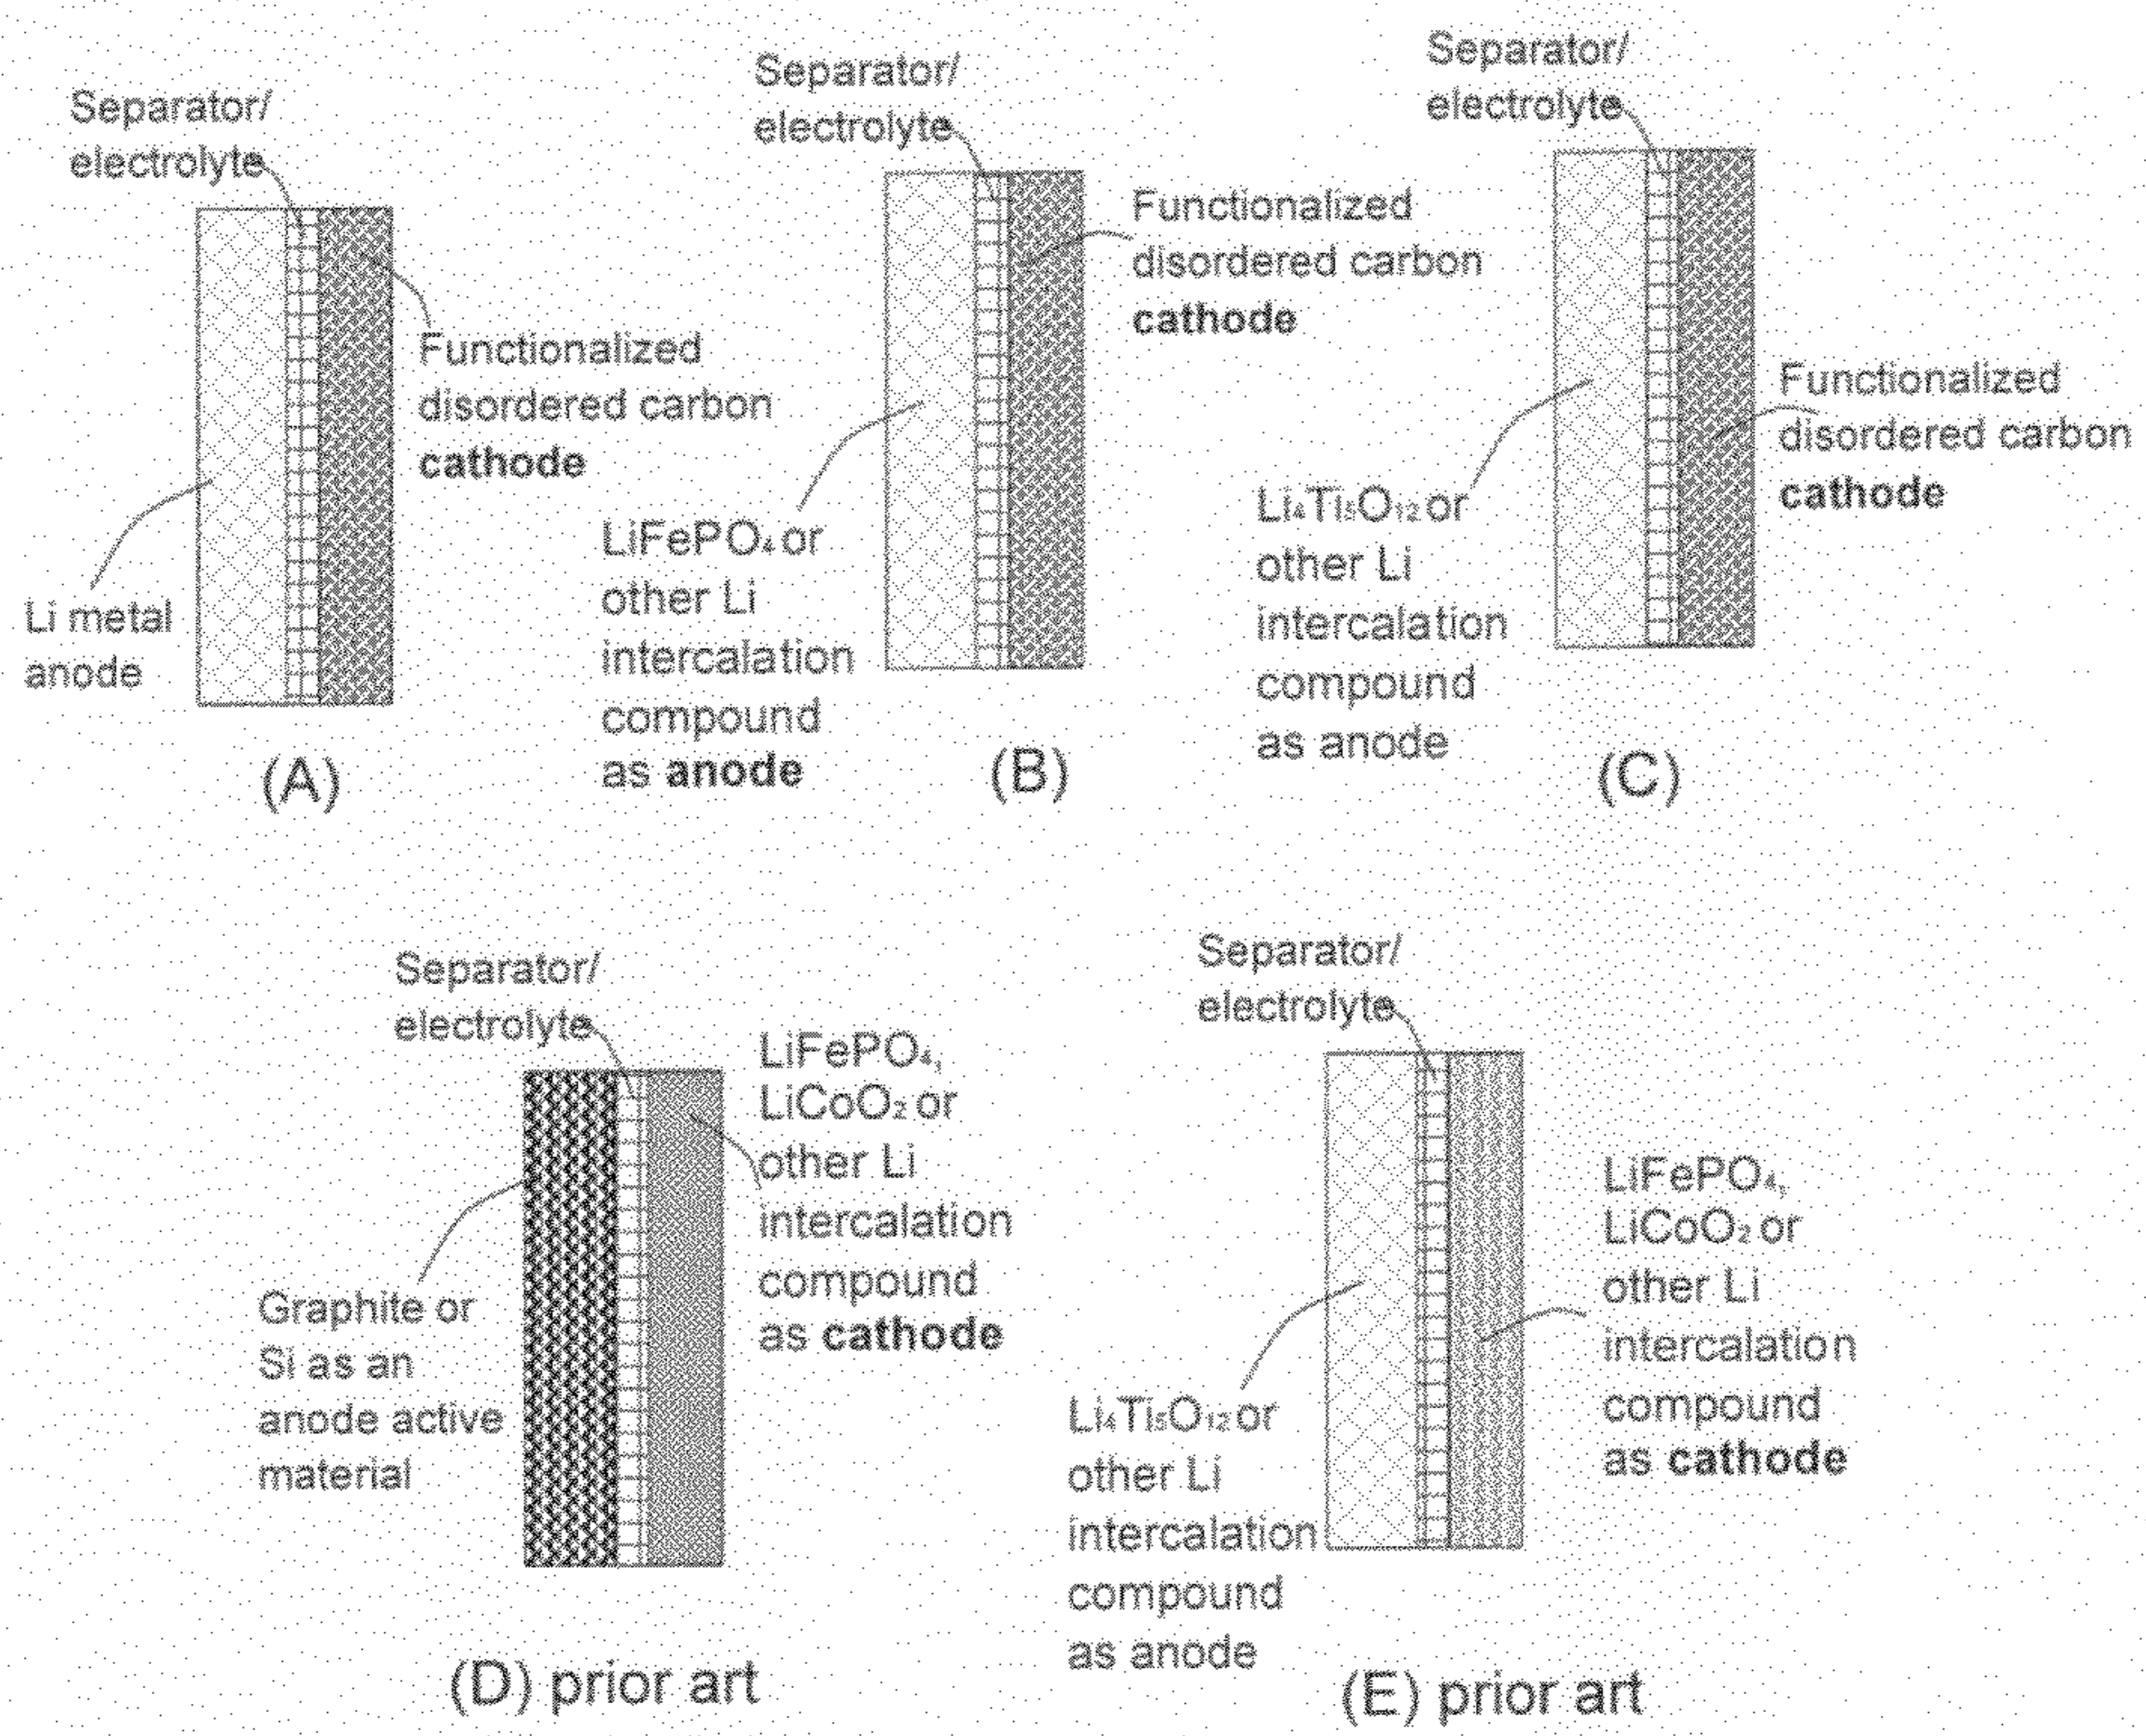 Separator/
electrolyte
Functionalized
disordered carbon
cathode
Li metal
anode
(A)
Separator/
electrolyte
Functionalized
disordered carbon
cathode
LiFePO₄ or
other Li
intercalation
compound
as anode
(B)
Separator/
electrolyte
Functionalized
disordered carbon
cathode
Li₄Ti₅O₁₂ or
other Li
intercalation
compound
as anode
(C)
Separator/
electrolyte
LiFePO₄,
LiCoO₂ or
other Li
intercalation
compound
as cathode
Graphite or
Si as an
anode active
material
(D) prior art
Separator/
electrolyte
LiFePO₄,
LiCoO₂ or
other Li
intercalation
compound
as cathode
Li₄Ti₅O₁₂ or
other Li
intercalation
compound
as anode
(E) prior art